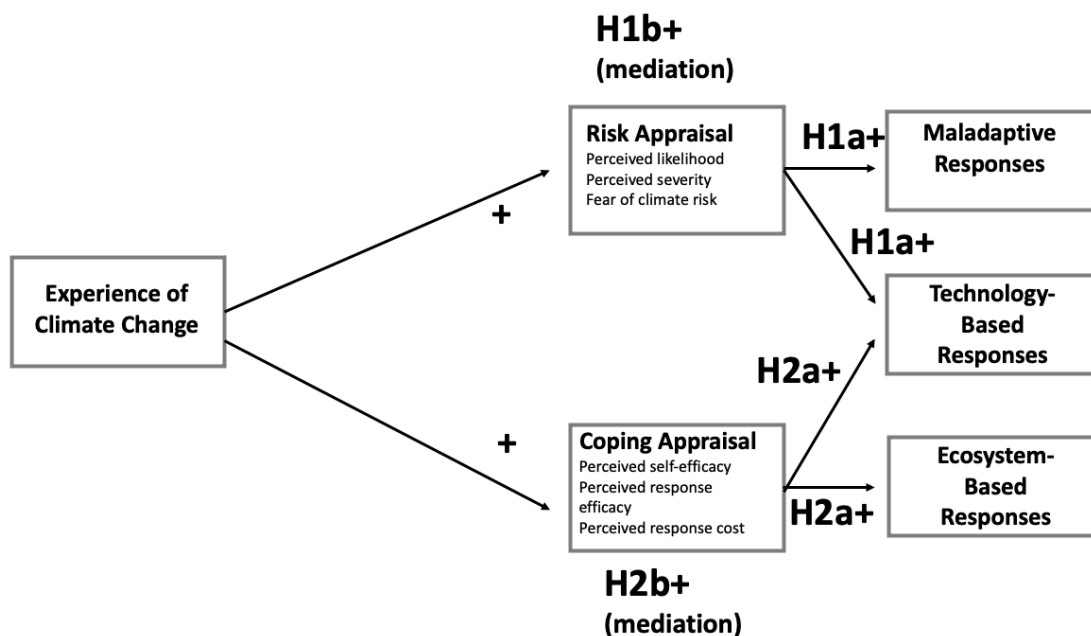 H1b+
(mediation)
Risk Appraisal
Perceived likelihood
Perceived severity
Fear of climate risk
H1a+
Maladaptive
Responses
+
H1a+
Experience of
Climate Change
Technology-
Based
Responses
H2a+
+
Coping Appraisal
Perceived self-efficacy
Perceived response
efficacy
Perceived response cost
H2a+
Ecosystem-
Based
Responses
H2b+
(mediation)